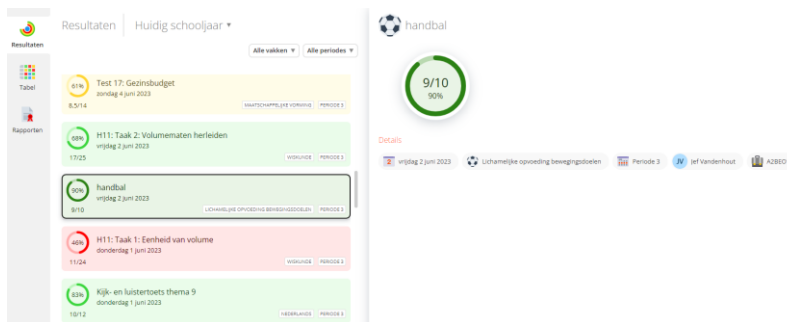 Resultaten
Tabel
Rapporten
Resultaten Huidig schooljaar ▾
Alle vakken ▼ Alle periodes ▼
61%
8.5/14
Test 17: Gezinsbudget
zondag 4 juni 2023
MAATSCHAPPELIJKE VORMING PERIODE 3
68%
17/25
H11: Taak 2: Volumematen herleiden
vrijdag 2 juni 2023
WISKUNDE PERIODE 3
90%
9/10
handbal
vrijdag 2 juni 2023
LICHAMELIJKE OPVOEDING BEWEGINGSDOELEN PERIODE 3
46%
11/24
H11: Taak 1: Eenheid van volume
donderdag 1 juni 2023
WISKUNDE PERIODE 3
83%
10/12
Kijk- en luistertoets thema 9
donderdag 1 juni 2023
NEDERLANDS PERIODE 3
handbal
9/10
90%
Details
2 vrijdag 2 juni 2023 Lichamelijke opvoeding bewegingsdoelen Periode 3 JV Jef Vandenhout A2BEO